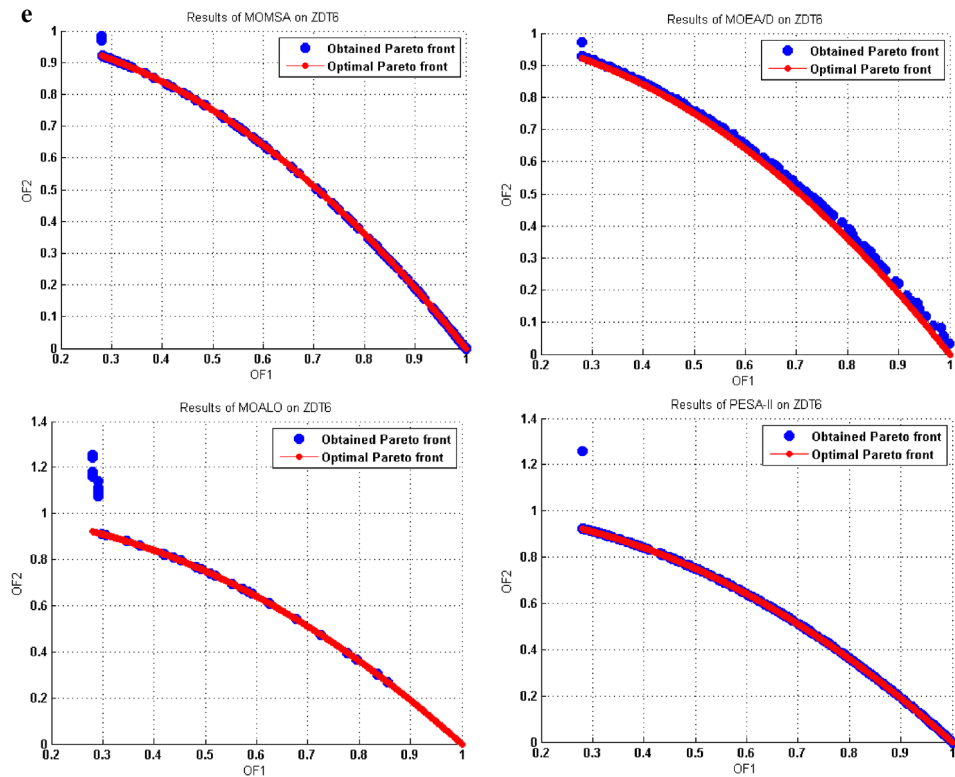 e
Results of MOMSA on ZDT6
1
0.9
0.8
0.7
0.6
0.5
0.4
0.3
0.2
0.1
0
OF2
0.2 0.3 0.4 0.5 0.6 0.7 0.8 0.9 1
OF1
Obtained Pareto front
Optimal Pareto front
Results of MOEA/D on ZDT6
1
0.9
0.8
0.7
0.6
0.5
0.4
0.3
0.2
0.1
0
OF2
0.2 0.3 0.4 0.5 0.6 0.7 0.8 0.9 1
OF1
Obtained Pareto front
Optimal Pareto front
Results of MOALO on ZDT6
1.4
1.2
1
0.8
0.6
0.4
0.2
0
OF2
0.2 0.3 0.4 0.5 0.6 0.7 0.8 0.9 1
OF1
Obtained Pareto front
Optimal Pareto front
Results of PESA-II on ZDT6
1.4
1.2
1
0.8
0.6
0.4
0.2
0
OF2
0.2 0.3 0.4 0.5 0.6 0.7 0.8 0.9 1
OF1
Obtained Pareto front
Optimal Pareto front